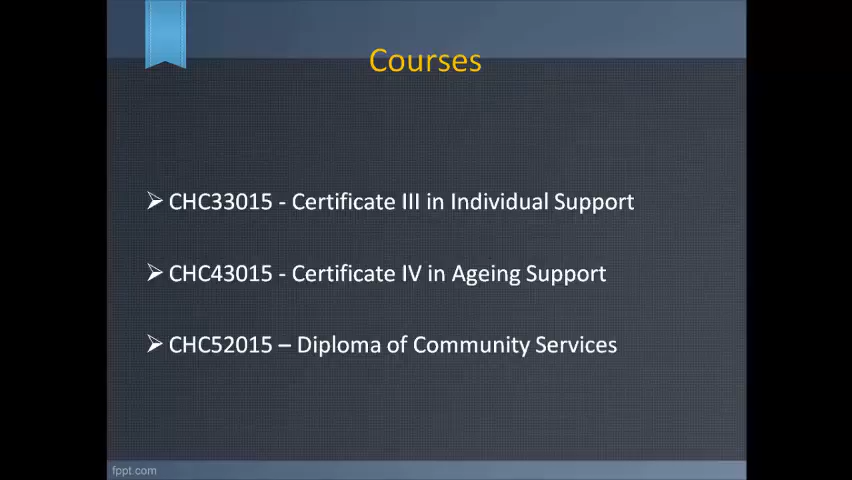 Courses
CHC33015 - Certificate III in Individual Support
CHC43015 - Certificate IV in Ageing Support
CHC52015 – Diploma of Community Services
fppt.com